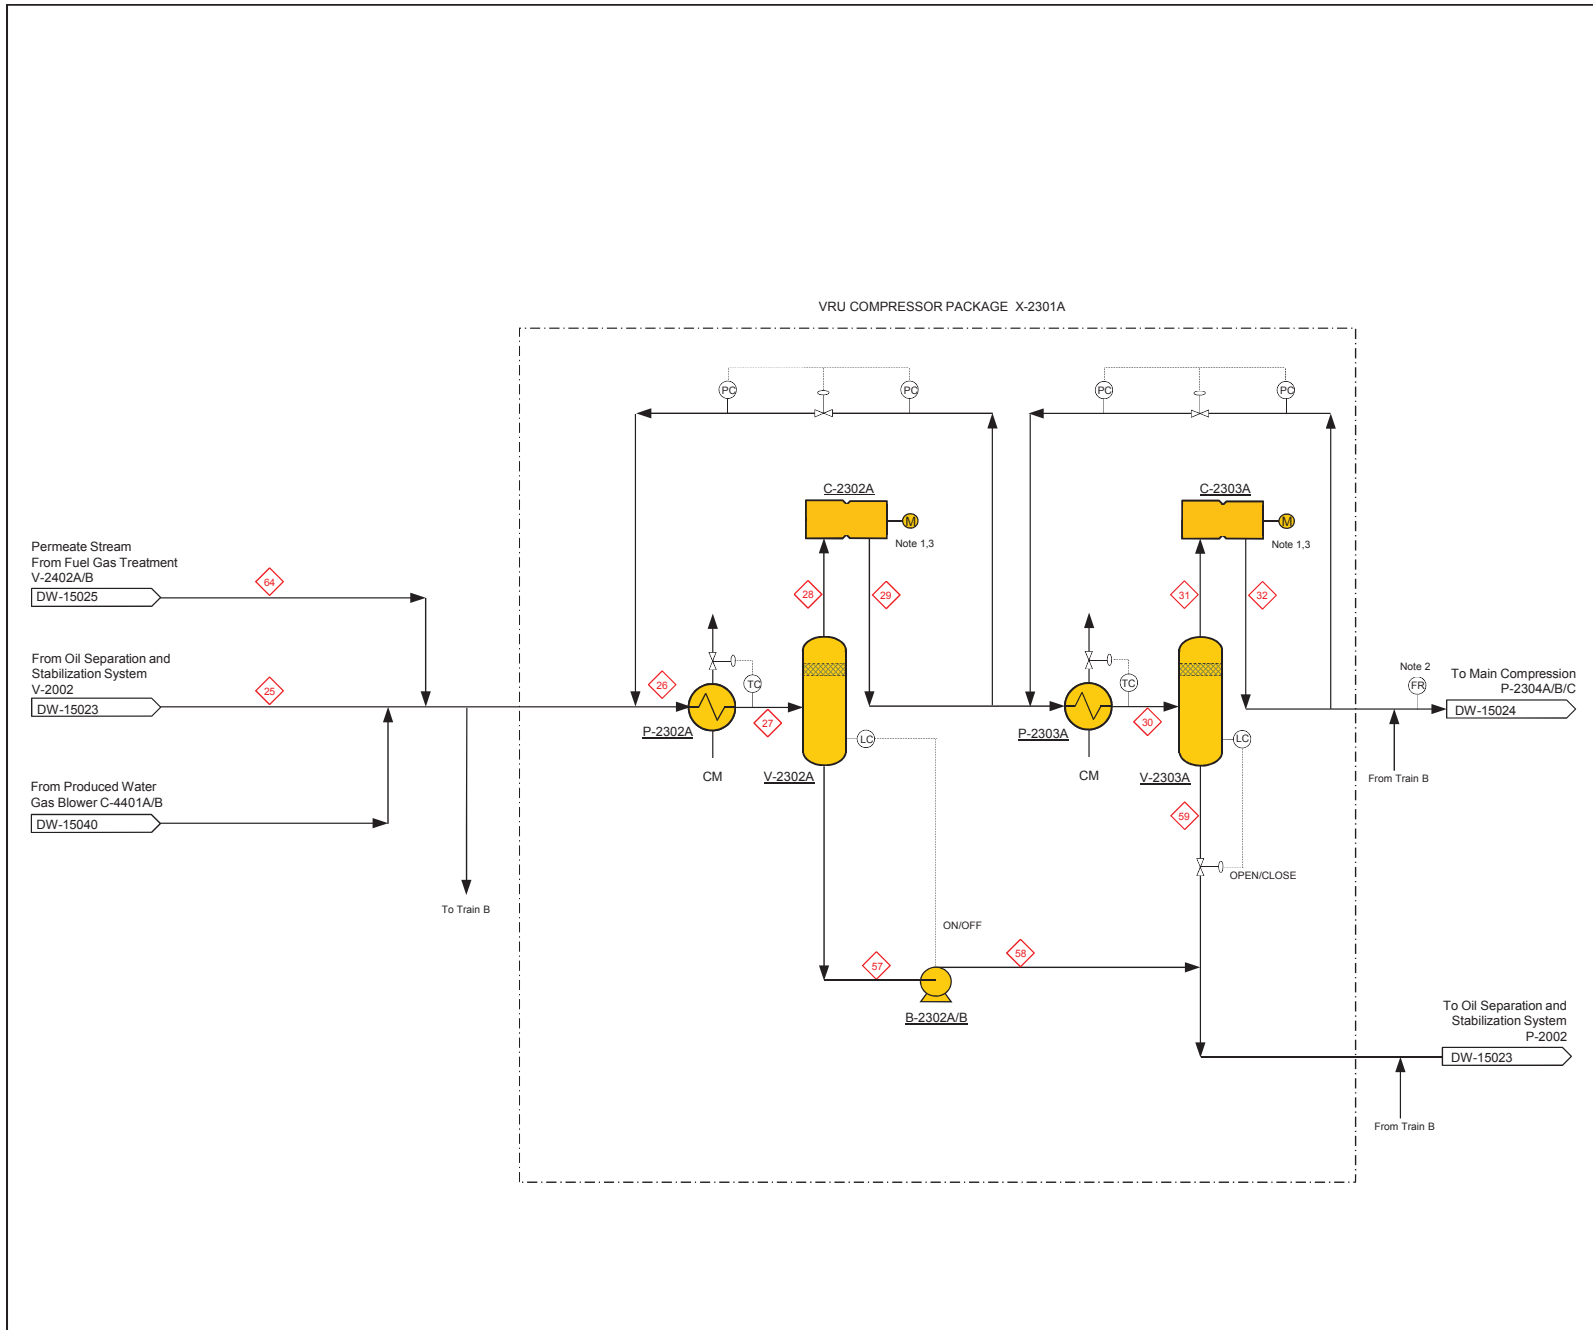 VRU COMPRESSOR PACKAGE  X-2301A
PC
PC
PC
PC
C-2302A
C-2303A
M
M
Note 1,3
Note 1,3
Permeate Stream
From Fuel Gas Treatment
V-2402A/B
DW-15025
64
28
29
31
32
From Oil Separation and
Stabilization System
V-2002
DW-15023
25
26
TC
27
P-2302A
LC
CM
V-2302A
TC
30
P-2303A
LC
CM
V-2303A
Note 2
FR
To Main Compression
P-2304A/B/C
DW-15024
From Train B
From Produced Water
Gas Blower C-4401A/B
DW-15040
59
OPEN/CLOSE
To Train B
ON/OFF
57
58
B-2302A/B
To Oil Separation and
Stabilization System
P-2002
DW-15023
From Train B